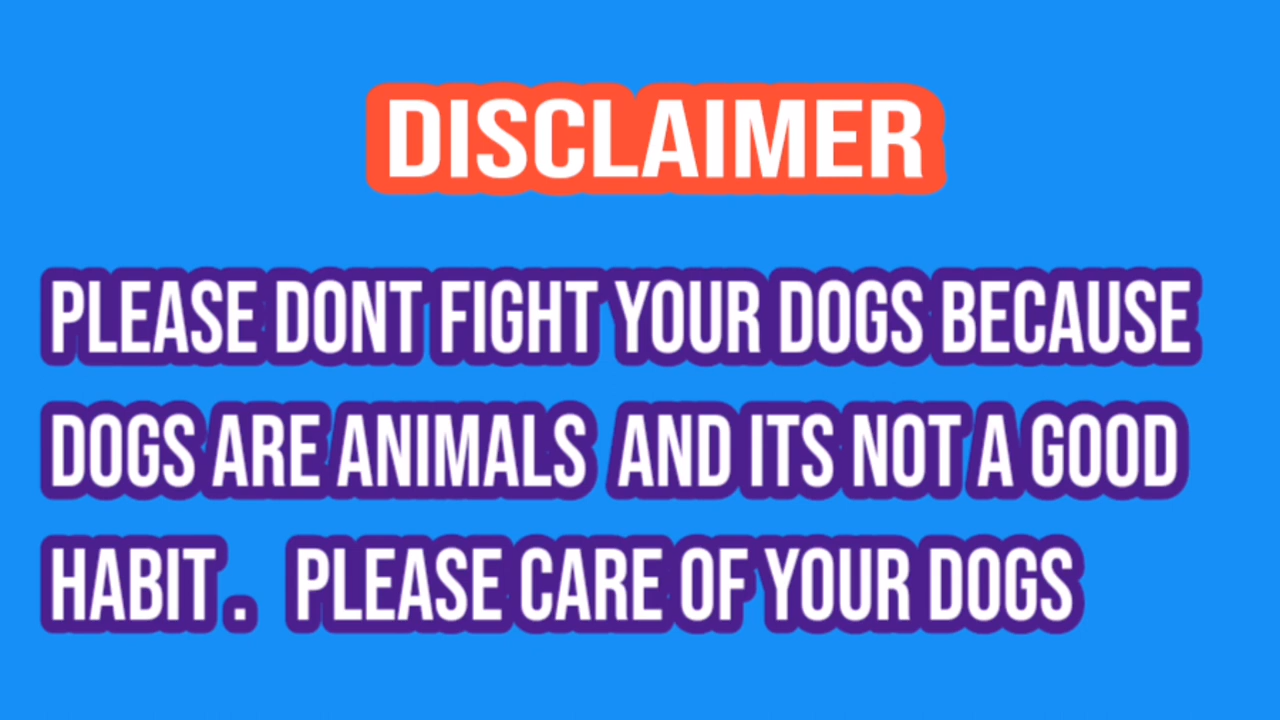 DISCLAIMER
PLEASE DONT FIGHT YOUR DOGS BECAUSE
DOGS ARE ANIMALS AND ITS NOT A GOOD
HABIT. PLEASE CARE OF YOUR DOGS